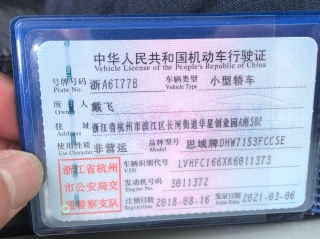 中华人民共和国机动车行驶证
Vehicle License of the People's Republic of China
号牌号码 Plate No. 浙A6T77B 车辆类型 Vehicle Type 小型轿车
所有人 Owner 戴飞
住址 Address 浙江省杭州市滨江区长河街道华星创业园A座502
使用性质 Use Character 非营运 品牌型号 Model 思域牌DHW7153FCCSE
浙江省杭州市公安局交通警察支队
车辆识别代号 VIN LVHFC166XK6011373
发动机号码 Engine No. 3011372
注册日期 Register Date 2018-08-16 发证日期 Issue Date 2021-03-06